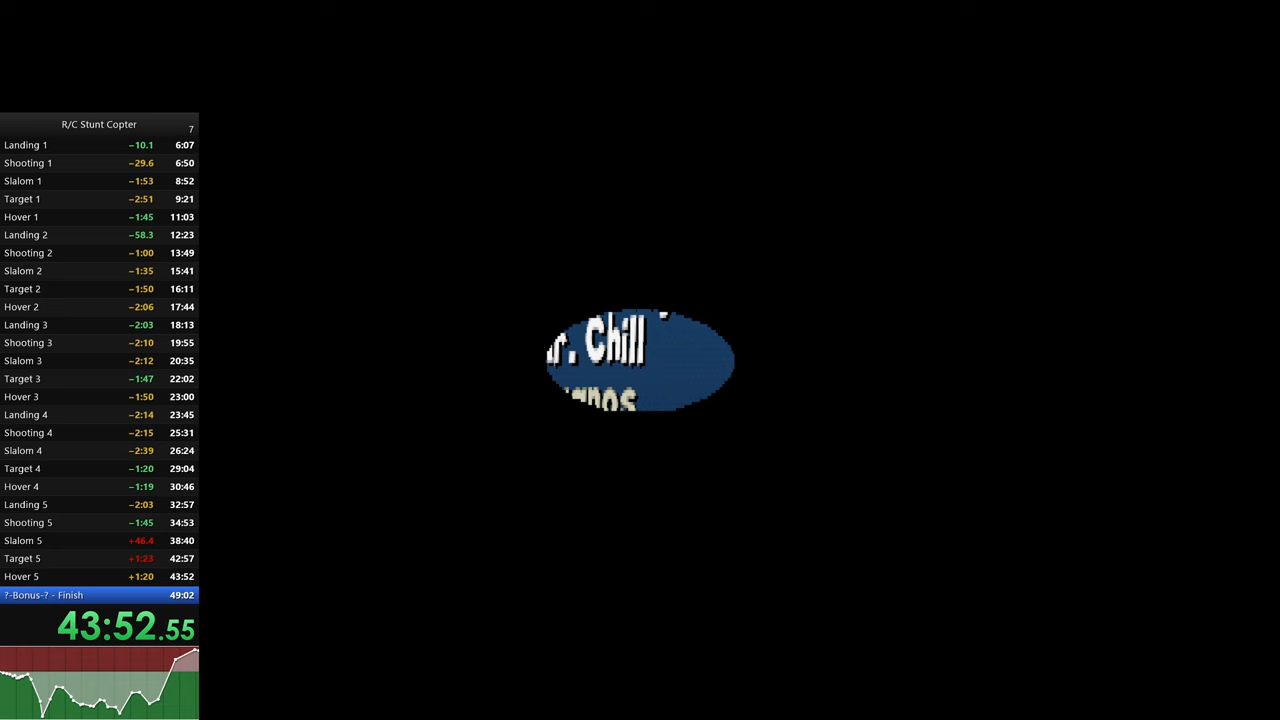 R/C Stunt Copter
7
Landing 1 −10.1 6:07
Shooting 1 −29.6 6:50
Slalom 1 −1:53 8:52
Target 1 −2:51 9:21
Hover 1 −1:45 11:03
Landing 2 −58.3 12:23
Shooting 2 −1:00 13:49
Slalom 2 −1:35 15:41
Target 2 −1:50 16:11
Hover 2 −2:06 17:44
Landing 3 −2:03 18:13
Shooting 3 −2:10 19:55
Slalom 3 −2:12 20:35
Target 3 −1:47 22:02
Hover 3 −1:50 23:00
Landing 4 −2:14 23:45
Shooting 4 −2:15 25:31
Slalom 4 −2:39 26:24
Target 4 −1:20 29:04
Hover 4 −1:19 30:46
Landing 5 −2:03 32:57
Shooting 5 −1:45 34:53
Slalom 5 +46.4 38:40
Target 5 +1:23 42:57
Hover 5 +1:20 43:52
?-Bonus-? - Finish 49:02
43:52.55
Chill